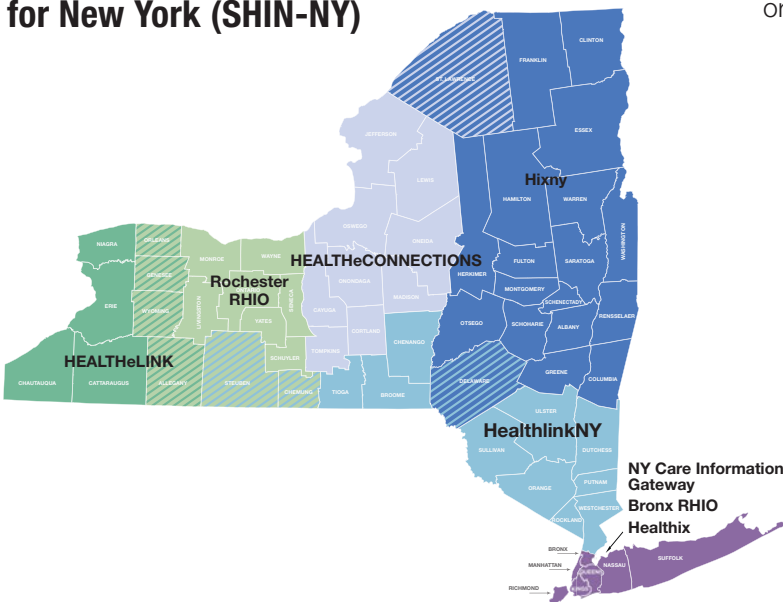 for New York (SHIN-NY)
or
CLINTON
FRANKLIN
ST. LAWRENCE
ESSEX
JEFFERSON
LEWIS
Hixny
HAMILTON
WARREN
WASHINGTON
OSWEGO
ONEIDA
NIAGRA
ORLEANS
MONROE
WAYNE
HEALTHeCONNECTIONS
HERKIMER
FULTON
SARATOGA
GENESEE
Rochester
RHIO
SENECA
ONONDAGA
MADISON
MONTGOMERY
SCHENECTADY
ERIE
WYOMING
LIVINGSTON
YATES
CAYUGA
CORTLAND
OTSEGO
SCHOHARIE
ALBANY
RENSSELAER
CHENANGO
HEALTHeLINK
SCHUYLER
TOMPKINS
CHAUTAUQUA
CATTARAUGUS
ALLEGANY
STEUBEN
CHEMUNG
TIOGA
BROOME
DELAWARE
GREENE
COLUMBIA
ULSTER
HealthlinkNY
SULLIVAN
DUTCHESS
ORANGE
PUTNAM
WESTCHESTER
ROCKLAND
NY Care Information
Gateway
Bronx RHIO
Healthix
BRONX
MANHATTAN
RICHMOND
QUEENS
KINGS
NASSAU
SUFFOLK